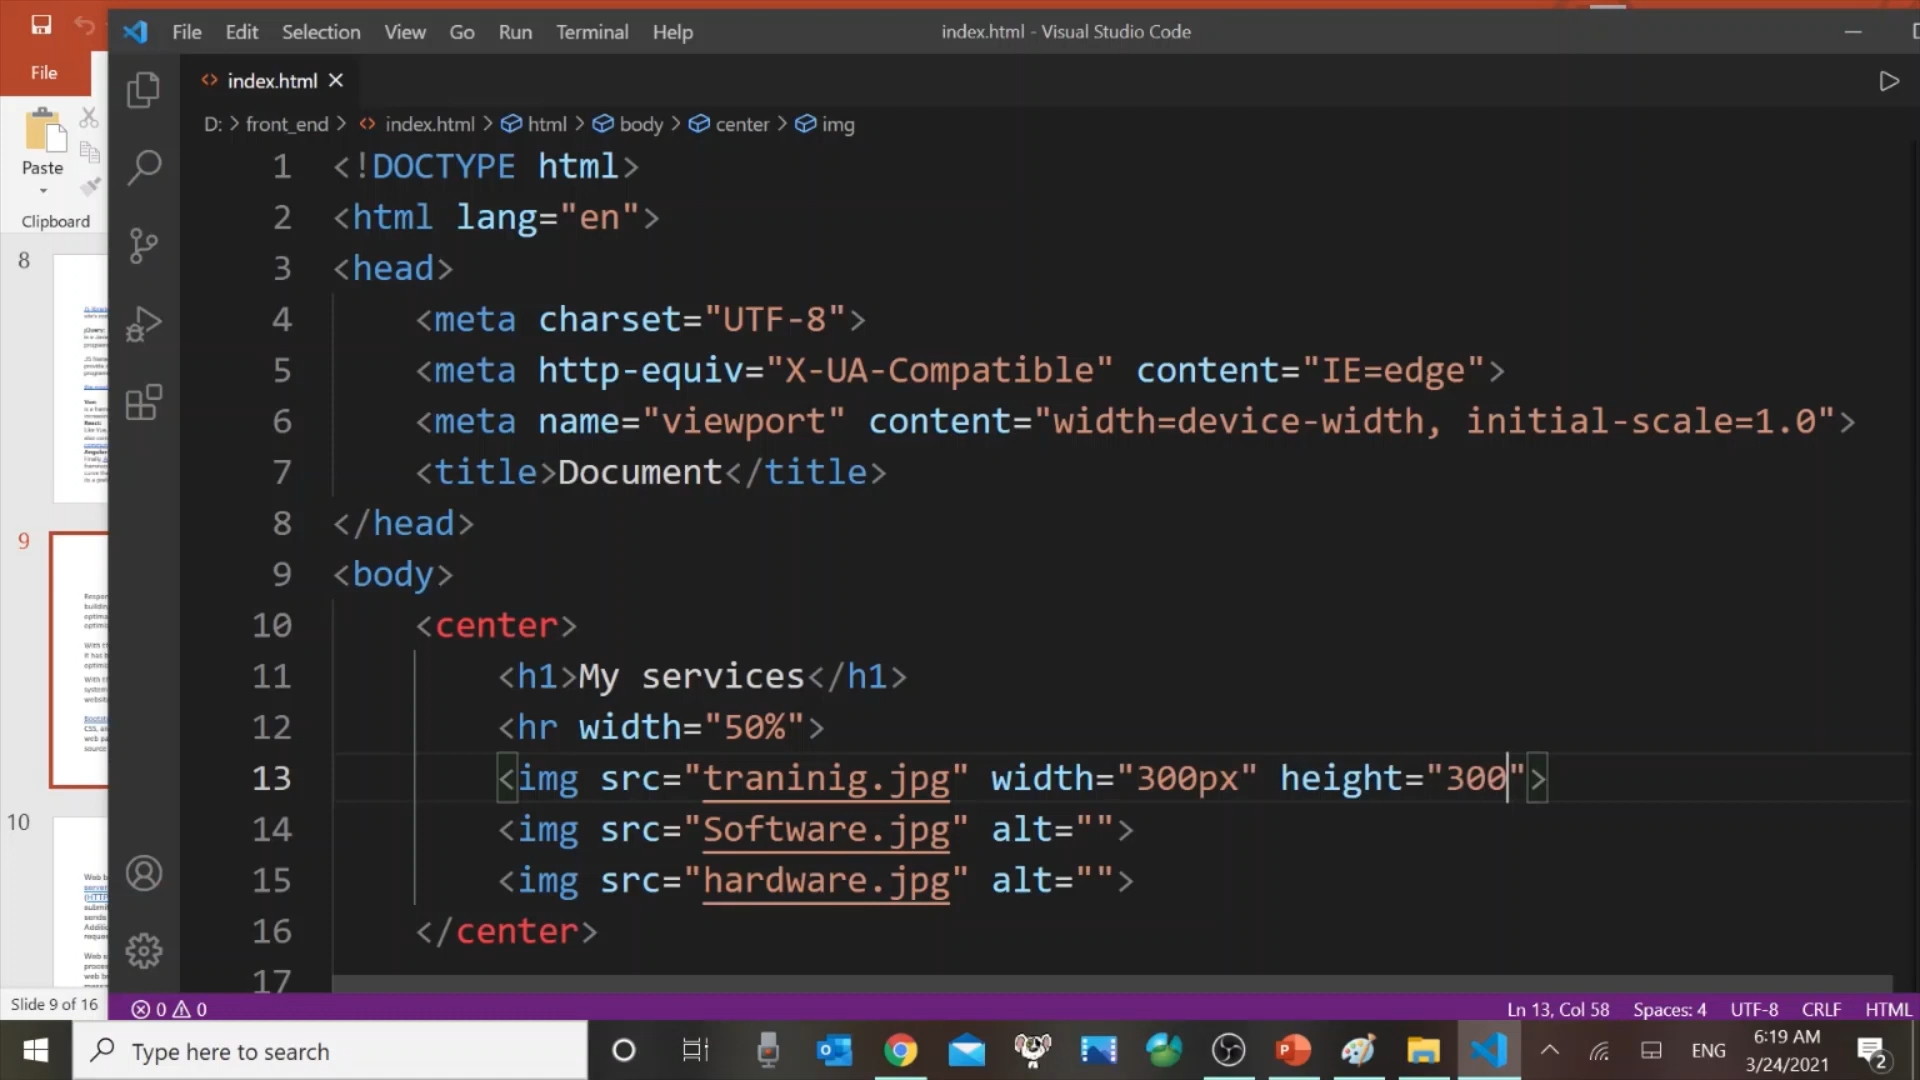 File Edit Selection View Go Run Terminal Help
index.html - Visual Studio Code
File
index.html
D: > front_end > index.html > html > body > center > img
Paste
Clipboard
1 <!DOCTYPE html>
2 <html lang="en">
3 <head>
4 <meta charset="UTF-8">
5 <meta http-equiv="X-UA-Compatible" content="IE=edge">
6 <meta name="viewport" content="width=device-width, initial-scale=1.0">
7 <title>Document</title>
8 </head>
9 <body>
10 <center>
11 <h1>My services</h1>
12 <hr width="50%">
13 <img src="traninig.jpg" width="300px" height="300">
14 <img src="Software.jpg" alt="">
15 <img src="hardware.jpg" alt="">
16 </center>
17
8
9
10
Slide 9 of 16
0 0
Ln 13, Col 58 Spaces: 4 UTF-8 CRLF HTML
Type here to search
ENG
6:19 AM
3/24/2021
2